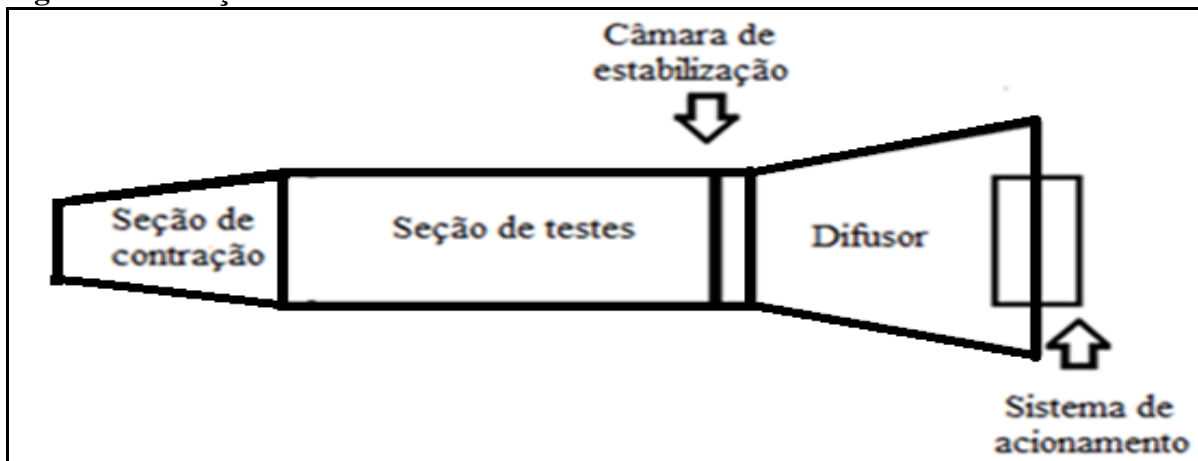 Câmara de
estabilização
Seção de
contração
Seção de testes
Difusor
Sistema de
acionamento